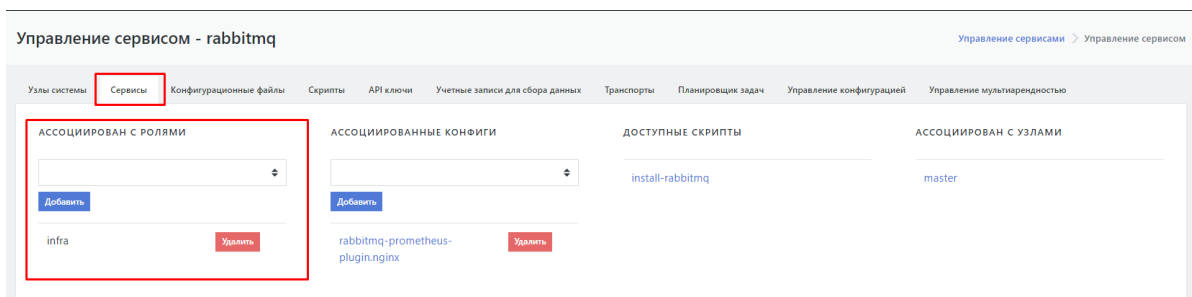 Управление сервисом - rabbitmq
Управление сервисами > Управление сервисом
Узлы системы Сервисы Конфигурационные файлы Скрипты API ключи Учетные записи для сбора данных Транспорты Планировщик задач Управление конфигурацией Управление мультиарендностью
АССОЦИИРОВАН С РОЛЯМИ
Добавить
infra Удалить
АССОЦИИРОВАННЫЕ КОНФИГИ
Добавить
rabbitmq-prometheus-
plugin.nginx
Удалить
ДОСТУПНЫЕ СКРИПТЫ
install-rabbitmq
АССОЦИИРОВАН С УЗЛАМИ
master